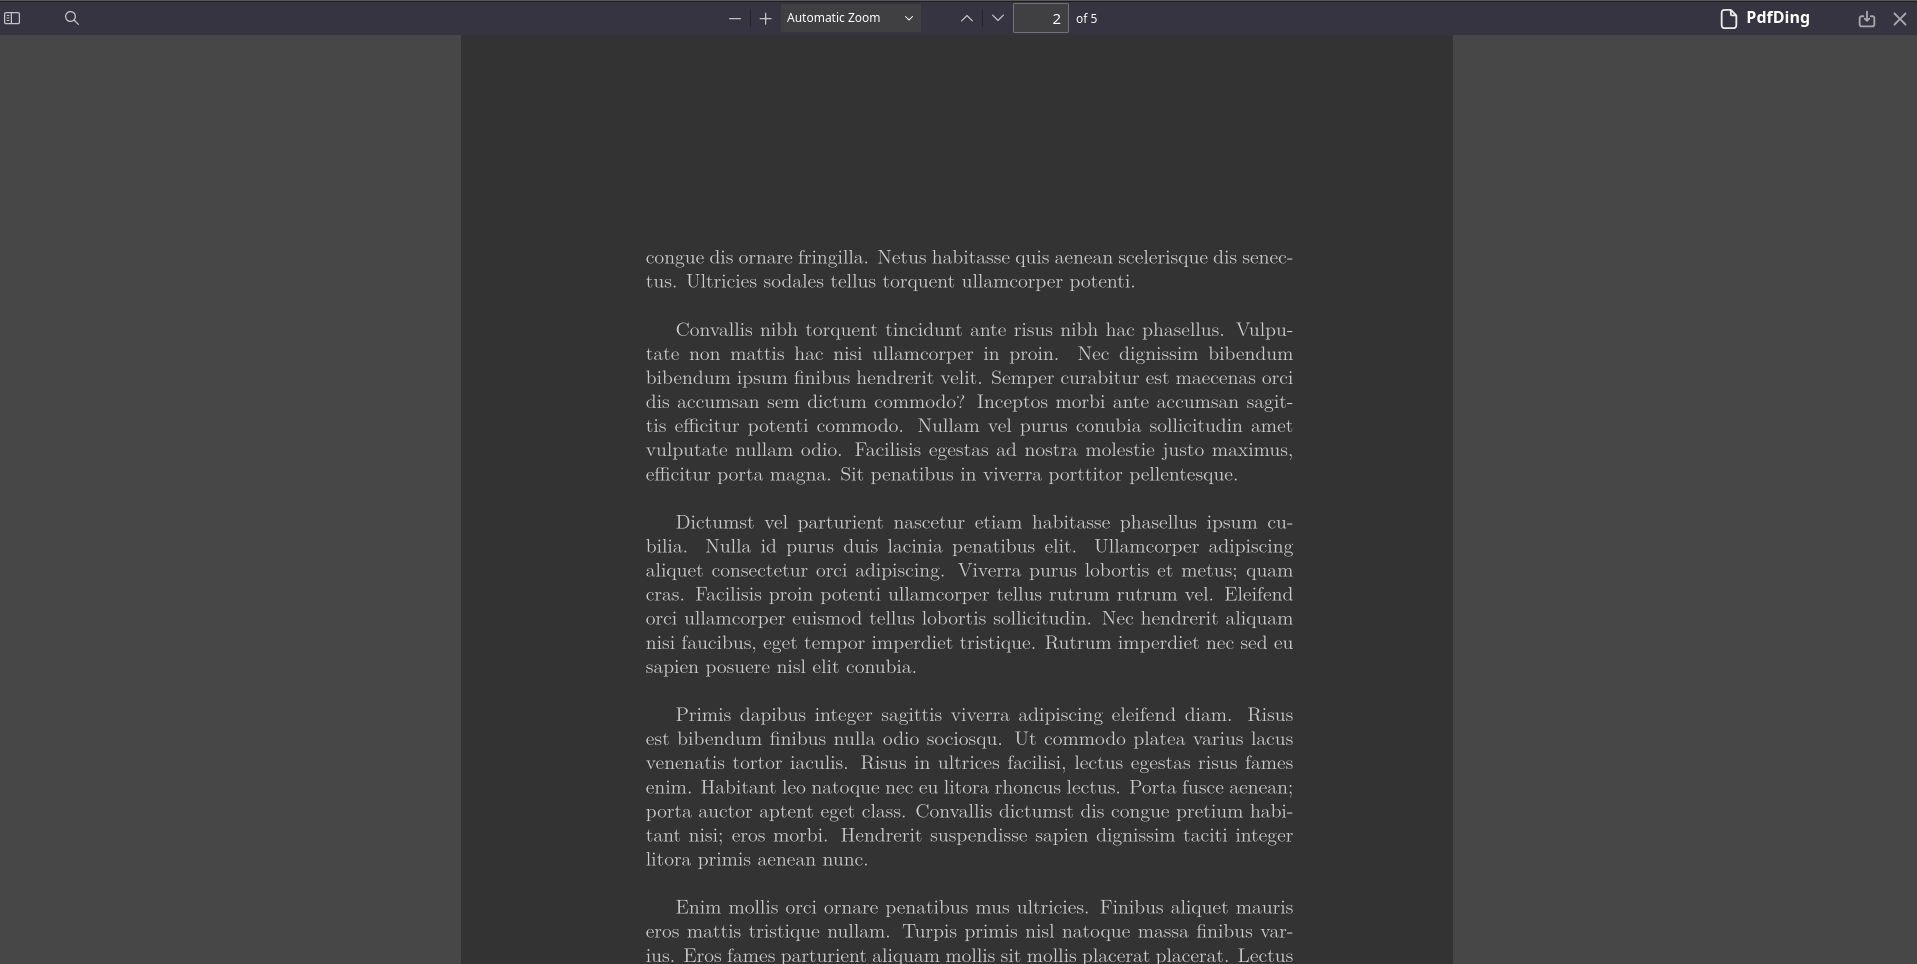 Automatic Zoom
2 of 5
PdfDing
congue dis ornare fringilla. Netus habitasse quis aenean scelerisque dis senec-
tus. Ultricies sodales tellus torquent ullamcorper potenti.
Convallis nibh torquent tincidunt ante risus nibh hac phasellus. Vulpu-
tate non mattis hac nisi ullamcorper in proin. Nec dignissim bibendum
bibendum ipsum finibus hendrerit velit. Semper curabitur est maecenas orci
dis accumsan sem dictum commodo? Inceptos morbi ante accumsan sagit-
tis efficitur potenti commodo. Nullam vel purus conubia sollicitudin amet
vulputate nullam odio. Facilisis egestas ad nostra molestie justo maximus,
efficitur porta magna. Sit penatibus in viverra porttitor pellentesque.
Dictumst vel parturient nascetur etiam habitasse phasellus ipsum cu-
bilia. Nulla id purus duis lacinia penatibus elit. Ullamcorper adipiscing
aliquet consectetur orci adipiscing. Viverra purus lobortis et metus; quam
cras. Facilisis proin potenti ullamcorper tellus rutrum rutrum vel. Eleifend
orci ullamcorper euismod tellus lobortis sollicitudin. Nec hendrerit aliquam
nisi faucibus, eget tempor imperdiet tristique. Rutrum imperdiet nec sed eu
sapien posuere nisl elit conubia.
Primis dapibus integer sagittis viverra adipiscing eleifend diam. Risus
est bibendum finibus nulla odio sociosqu. Ut commodo platea varius lacus
venenatis tortor iaculis. Risus in ultrices facilisi, lectus egestas risus fames
enim. Habitant leo natoque nec eu litora rhoncus lectus. Porta fusce aenean;
porta auctor aptent eget class. Convallis dictumst dis congue pretium habi-
tant nisi; eros morbi. Hendrerit suspendisse sapien dignissim taciti integer
litora primis aenean nunc.
Enim mollis orci ornare penatibus mus ultricies. Finibus aliquet mauris
eros mattis tristique nullam. Turpis primis nisl natoque massa finibus var-
ius. Eros fames parturient aliquam mollis sit mollis placerat placerat. Lectus